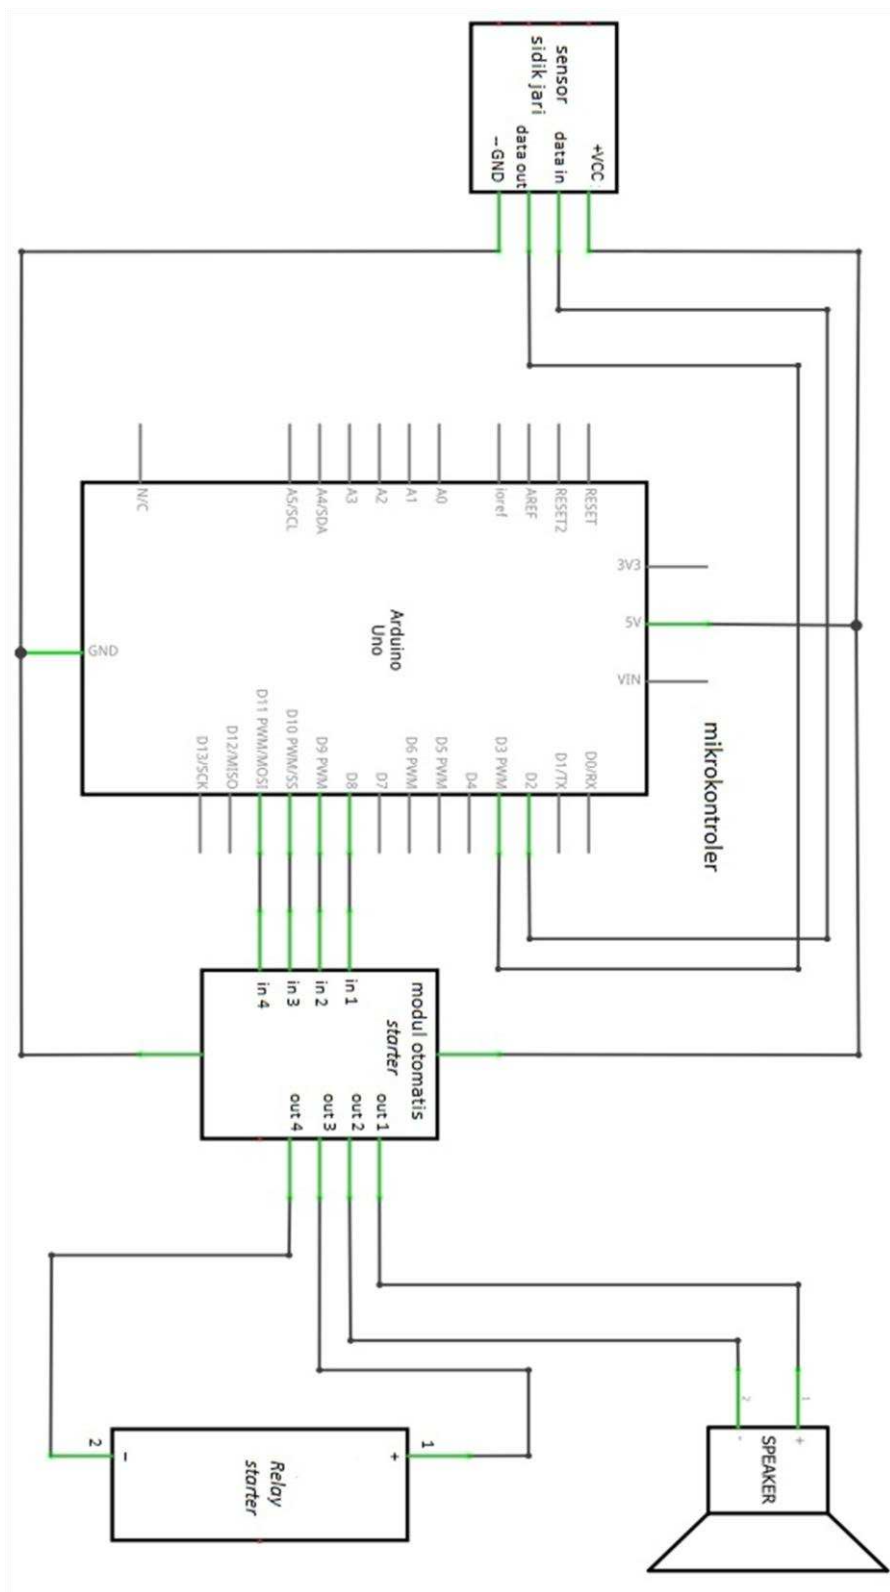 sensor
sidik jari
+VCC
data in
data out
– GND
N/C
A5/SCL
A4/SDA
A3
A2
A1
A0
ioref
AREF
RESET2
RESET
3V3
5V
VIN
GND
Arduino
Uno
mikrokontroler
D13/SCK
D12/MISO
D11 PWM/MOSI
D10 PWM/SS
D9 PWM
D8
D7
D6 PWM
D5 PWM
D4
D3 PWM
D2
D1/TX
D0/RX
in 4
in 3
in 2
in 1
modul otomatis
starter
out 4
out 3
out 2
out 1
2
1
-
+
SPEAKER
2
1
–
+
Relay
starter